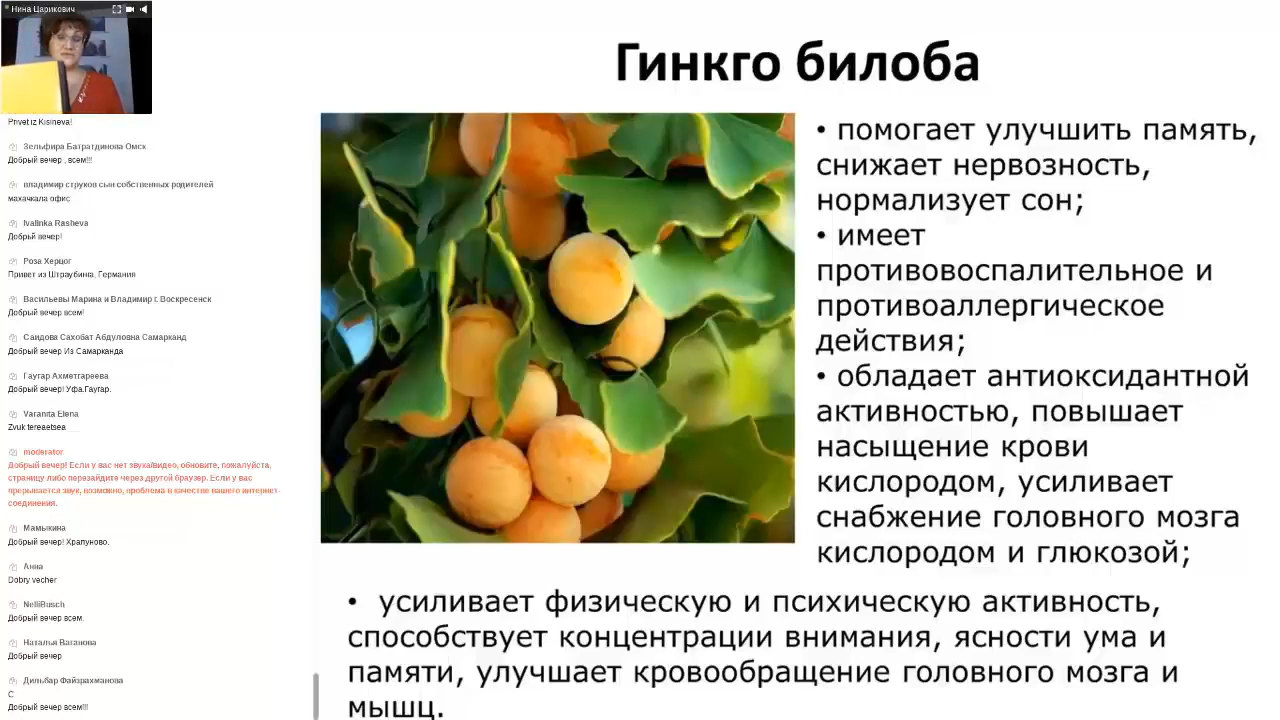 Нина Царикович
Privet iz Kisineva!
Зельфира Батратдинова Омск
Добрый вечер , всем!!!
владимир струков сын собственных родителей
махачкала офис
Ivalinka Rasheva
Добрый вечер!
Роза Херцог
Привет из Штраубинга, Германия
Васильевы Марина и Владимир г. Воскресенск
Добрый вечер всем!
Саидова Сахобат Абдуловна Самарканд
Добрый вечер Из Самарканда
Гаугар Ахметгареева
Добрый вечер! Уфа.Гаугар.
Varanita Elena
Zvuk tereaetsea
moderator
Добрый вечер! Если у вас нет звука/видео, обновите, пожалуйста,
страницу либо перезайдите через другой браузер. Если у вас
прерывается звук, возможно, проблема в качестве вашего интернет-
соединения.
Мамыкина
Добрый вечер! Храпуново.
Анна
Dobry vecher
NelliBusch
Добрый вечер всем.
Наталья Ваганова
Добрый вечер
Дильбар Файзрахманова
С
Добрый вечер всем!!!
Гинкго билоба
• помогает улучшить память,
снижает нервозность,
нормализует сон;
• имеет
противовоспалительное и
противоаллергическое
действия;
• обладает антиоксидантной
активностью, повышает
насыщение крови
кислородом, усиливает
снабжение головного мозга
кислородом и глюкозой;
• усиливает физическую и психическую активность,
способствует концентрации внимания, ясности ума и
памяти, улучшает кровообращение головного мозга и
мышц.